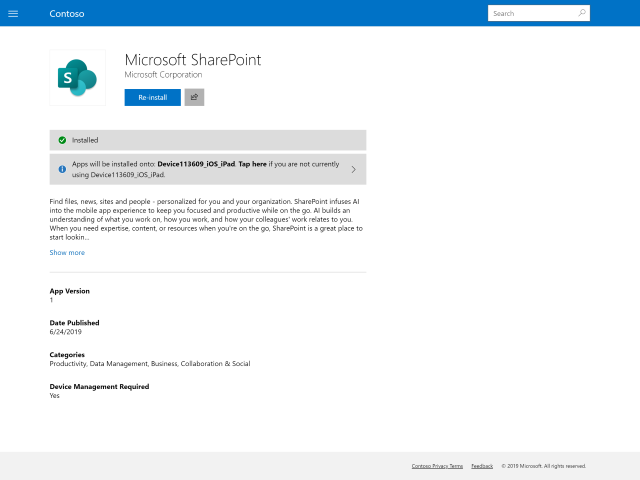 Contoso
Search
S
Microsoft SharePoint
Microsoft Corporation
Re-install
Installed
Apps will be installed onto: Device113609_iOS_iPad. Tap here if you are not currently
using Device113609_iOS_iPad.
Find files, news, sites and people - personalized for you and your organization. SharePoint infuses AI
into the mobile app experience to keep you focused and productive while on the go. AI builds an
understanding of what you work on, how you work, and how your colleagues' work relates to you.
When you need expertise, content, or resources when you're on the go, SharePoint is a great place to
start lookin...
Show more
App Version
1
Date Published
6/24/2019
Categories
Productivity, Data Management, Business, Collaboration & Social
Device Management Required
Yes
Contoso Privacy Terms Feedback © 2019 Microsoft. All rights reserved.